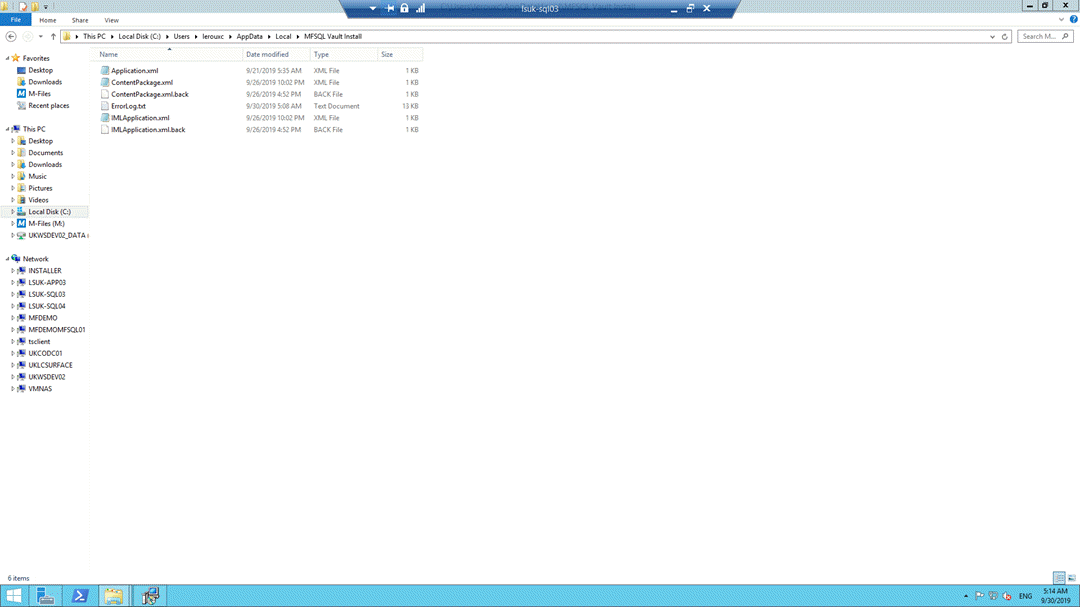 lsuk-sql03
File Home Share View
This PC Local Disk (C:) Users lerouxc AppData Local MFSQL Vault Install Search M...
Name Date modified Type Size
Application.xml 9/21/2019 5:35 AM XML File 1 KB
ContentPackage.xml 9/26/2019 10:02 PM XML File 1 KB
ContentPackage.xml.back 9/26/2019 4:52 PM BACK File 1 KB
ErrorLog.txt 9/30/2019 5:08 AM Text Document 13 KB
IMLApplication.xml 9/26/2019 10:02 PM XML File 1 KB
IMLApplication.xml.back 9/26/2019 4:52 PM BACK File 1 KB
Favorites
Desktop
Downloads
M-Files
Recent places
This PC
Desktop
Documents
Downloads
Music
Pictures
Videos
Local Disk (C:)
M-Files (M:)
UKWSDEV02_DATA
Network
INSTALLER
LSUK-APP03
LSUK-SQL03
LSUK-SQL04
MFDEMO
MFDEMOMFSQL01
tsclient
UKCODC01
UKLCSURFACE
UKWSDEV02
VMNAS
6 items
ENG
5:14 AM
9/30/2019